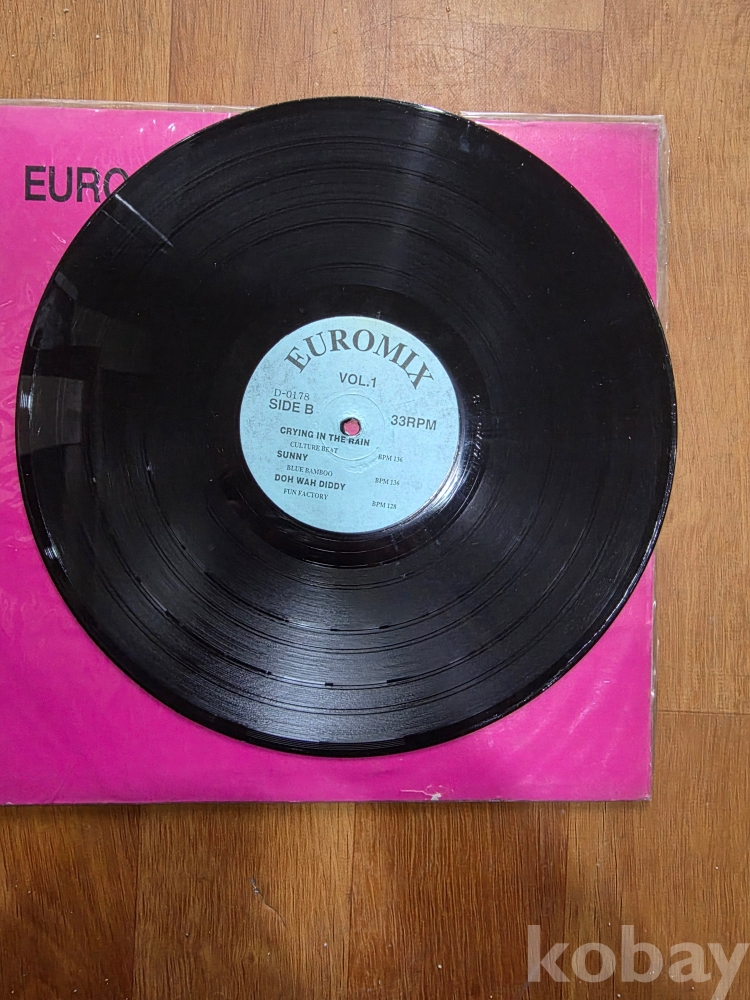 EURO
EUROMIX
VOL.1
D-0178
SIDE B
33RPM
CRYING IN THE RAIN
CULTURE BEAT BPM 136
SUNNY
BLUE BAMBOO BPM 136
DOH WAH DIDDY
FUN FACTORY BPM 128
kobay